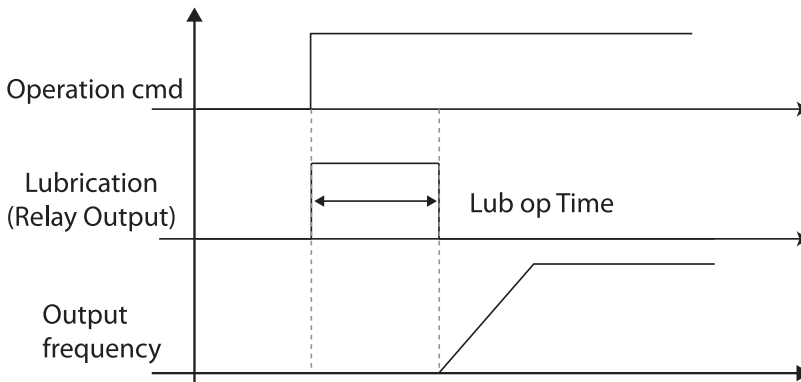 Operation cmd
Lubrication
(Relay Output)
Lub op Time
Output
frequency